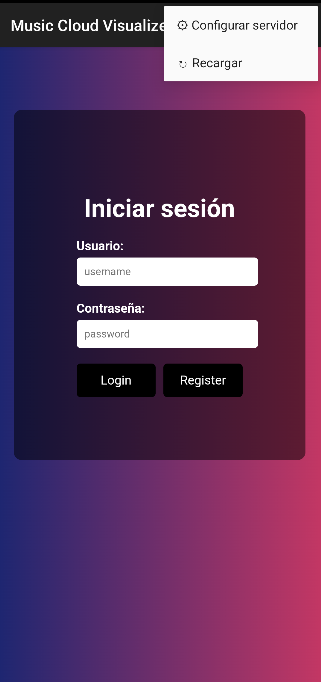 Music Cloud Visualize
⚙ Configurar servidor
↻ Recargar
Iniciar sesión
Usuario:
username
Contraseña:
password
Login Register